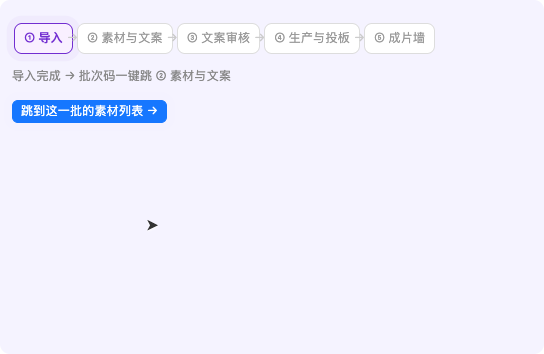 ① 导入 → ② 素材与文案 → ③ 文案审核 → ④ 生产与投板 → ⑤ 成片墙
导入完成 → 批次码一键跳 ② 素材与文案
跳到这一批的素材列表 →